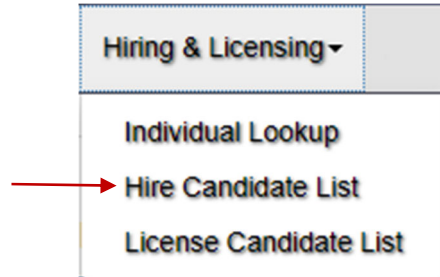 Hiring & Licensing
Individual Lookup
Hire Candidate List
License Candidate List